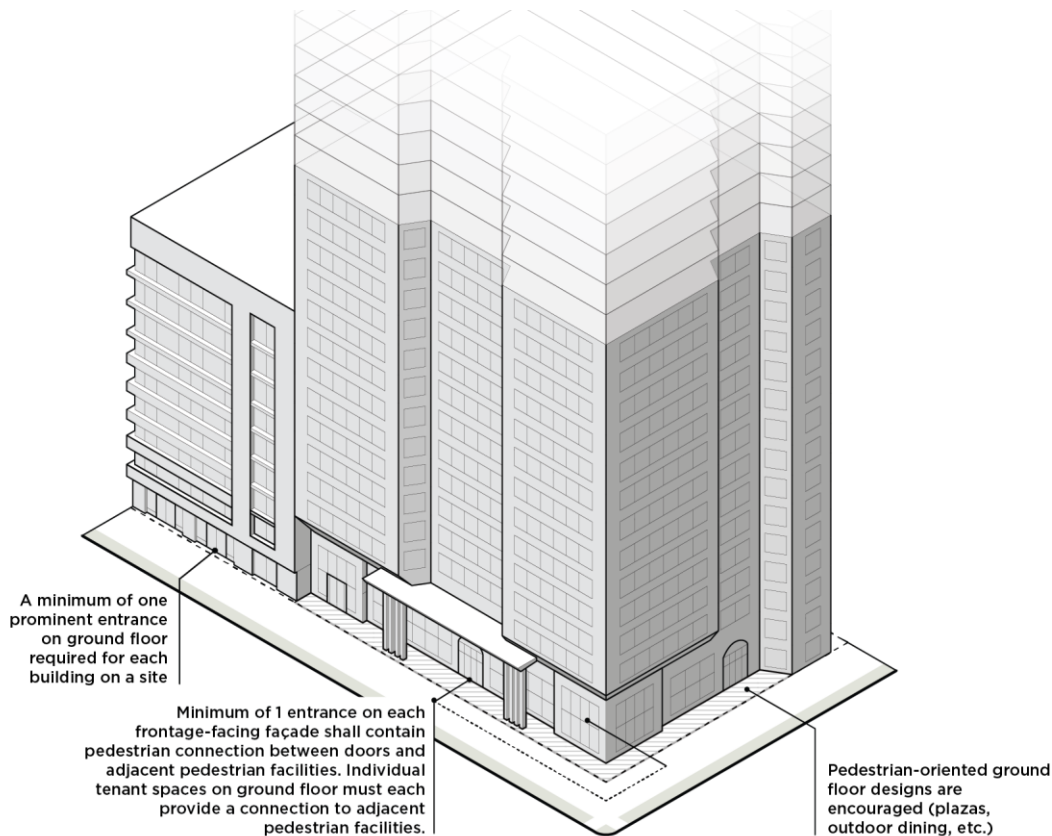 A minimum of one
prominent entrance
on ground floor
required for each
building on a site
Minimum of 1 entrance on each
frontage-facing façade shall contain
pedestrian connection between doors and
adjacent pedestrian facilities. Individual
tenant spaces on ground floor must each
provide a connection to adjacent
pedestrian facilities.
Pedestrian-oriented ground
floor designs are
encouraged (plazas,
outdoor dining, etc.)